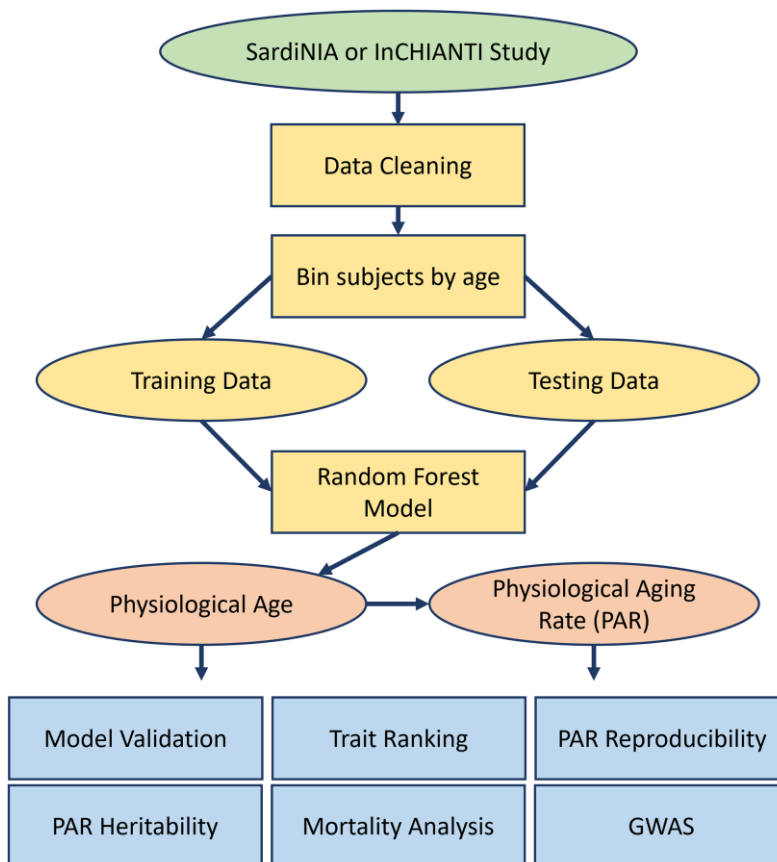 SardiNIA or InCHIANTI Study
Data Cleaning
Bin subjects by age
Training Data
Testing Data
Random Forest
Model
Physiological Age
Physiological Aging
Rate (PAR)
Model Validation
Trait Ranking
PAR Reproducibility
PAR Heritability
Mortality Analysis
GWAS